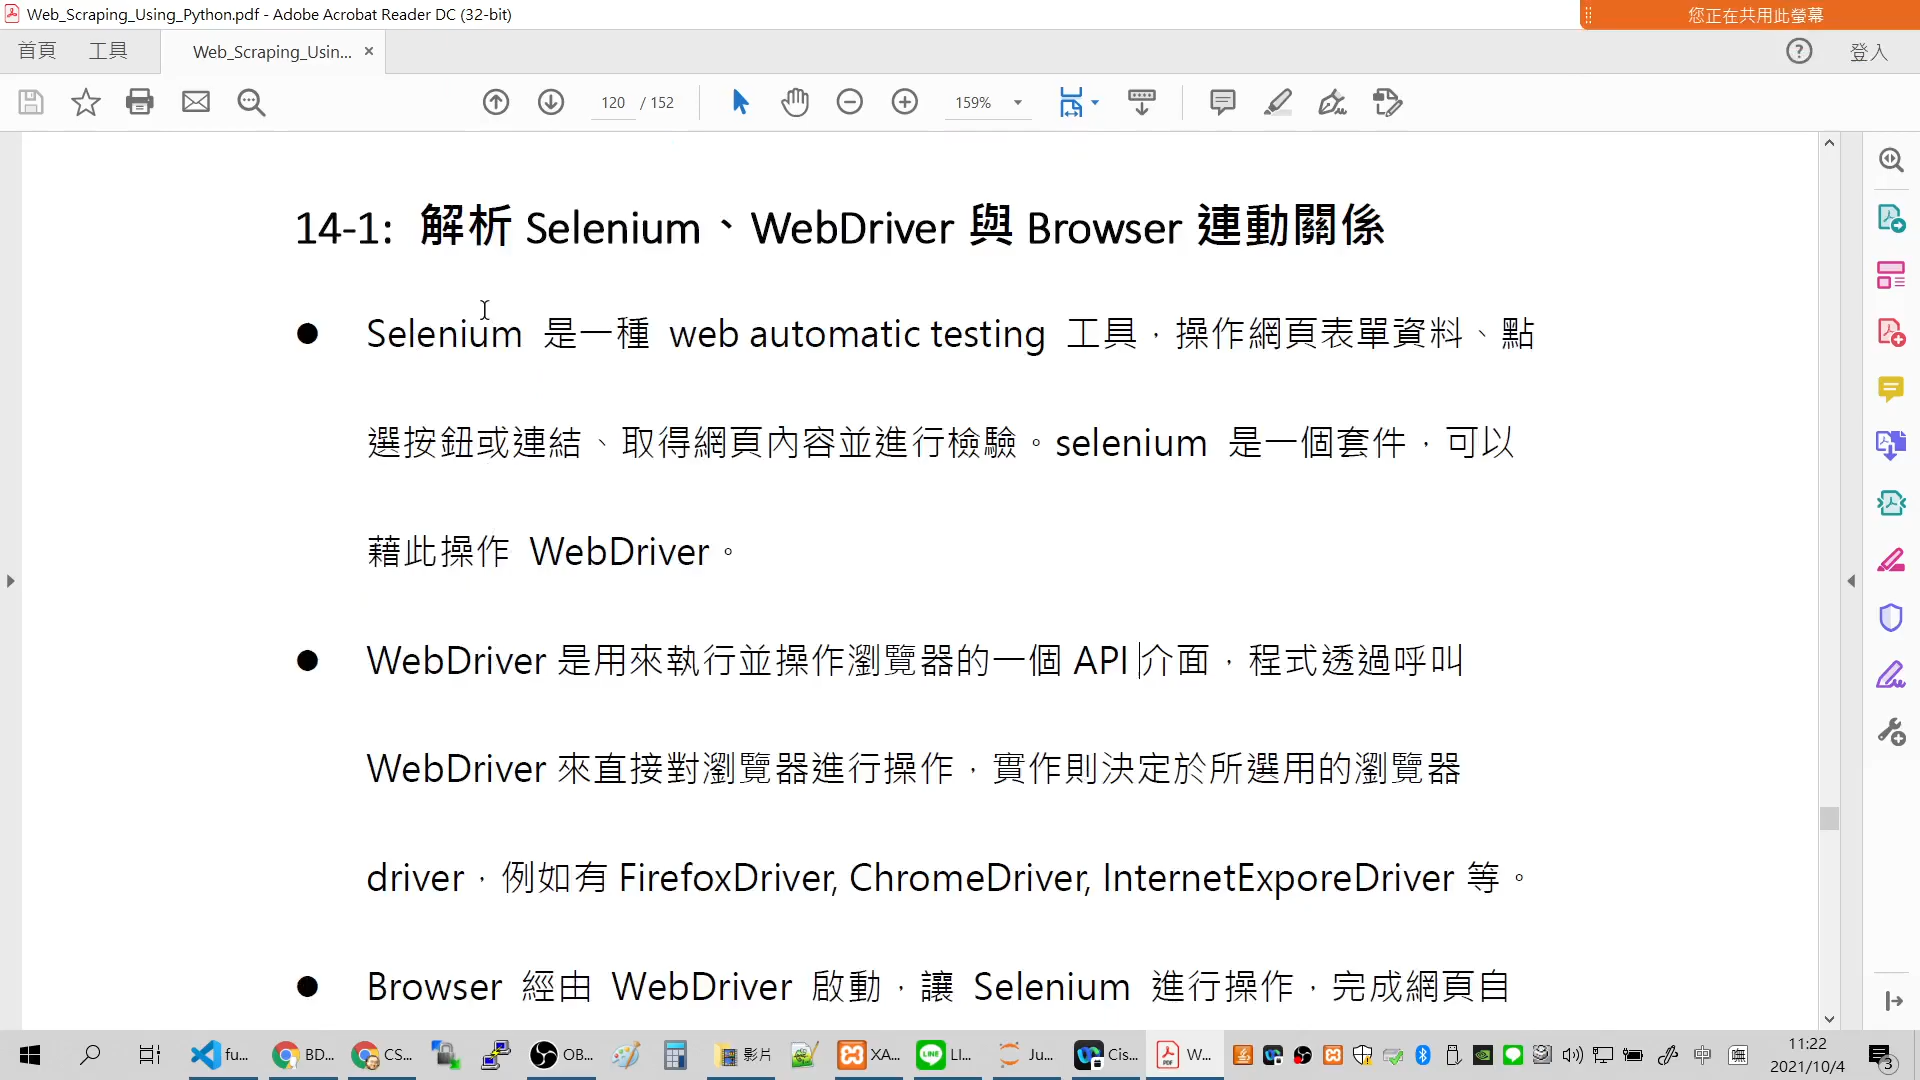 Web_Scraping_Using_Python.pdf - Adobe Acrobat Reader DC (32-bit)
您正在共用此螢幕
首頁 工具 Web_Scraping_Usin... × 登入
120 / 152 159%
14-1: 解析 Selenium、WebDriver 與 Browser 連動關係
● Selenium 是一種 web automatic testing 工具，操作網頁表單資料、點
選按鈕或連結、取得網頁內容並進行檢驗。selenium 是一個套件，可以
藉此操作 WebDriver。
● WebDriver 是用來執行並操作瀏覽器的一個 API 介面，程式透過呼叫
WebDriver 來直接對瀏覽器進行操作，實作則決定於所選用的瀏覽器
driver，例如有 FirefoxDriver, ChromeDriver, InternetExporeDriver 等。
● Browser 經由 WebDriver 啟動，讓 Selenium 進行操作，完成網頁自
fu... BD... CS... OB... 影片 XA... LI... Ju... Cis... W... 中 11:22
2021/10/4 3